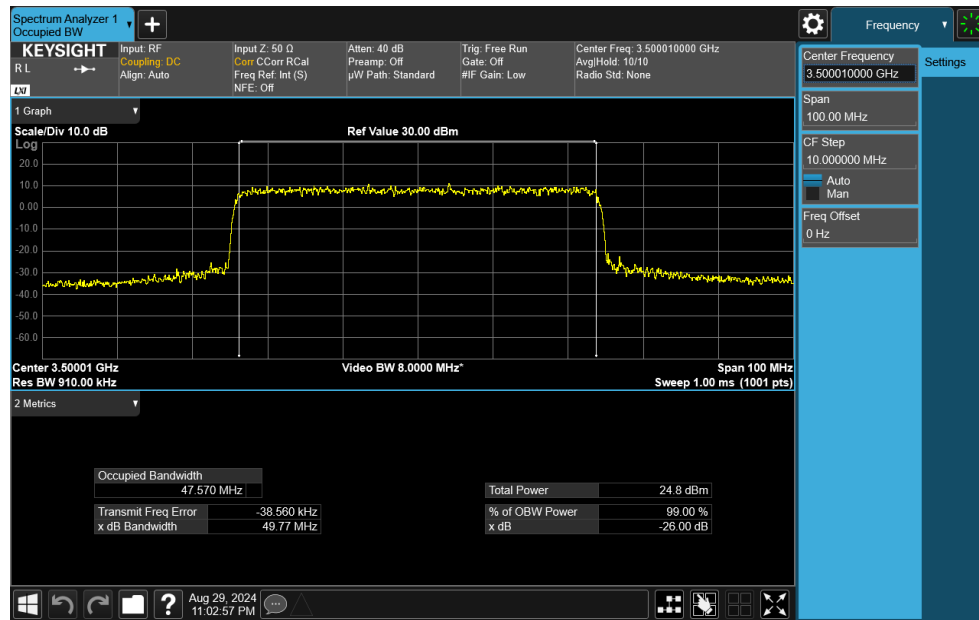 Spectrum Analyzer 1
Occupied BW
Frequency
KEYSIGHT
R L
LXI
Input: RF
Coupling: DC
Align: Auto
Input Z: 50 Ω
Corr CCorr RCal
Freq Ref: Int (S)
NFE: Off
Atten: 40 dB
Preamp: Off
µW Path: Standard
Trig: Free Run
Gate: Off
#IF Gain: Low
Center Freq: 3.500010000 GHz
Avg|Hold: 10/10
Radio Std: None
Center Frequency
3.500010000 GHz
Settings
Span
100.00 MHz
CF Step
10.000000 MHz
Auto
Man
Freq Offset
0 Hz
1 Graph
Scale/Div 10.0 dB
Ref Value 30.00 dBm
Log
20.0
10.0
0.00
-10.0
-20.0
-30.0
-40.0
-50.0
-60.0
Center 3.50001 GHz
Video BW 8.0000 MHz*
Span 100 MHz
Res BW 910.00 kHz
Sweep 1.00 ms (1001 pts)
2 Metrics
Occupied Bandwidth
47.570 MHz
Total Power 24.8 dBm
Transmit Freq Error -38.560 kHz
% of OBW Power 99.00 %
x dB Bandwidth 49.77 MHz
x dB -26.00 dB
Aug 29, 2024
11:02:57 PM